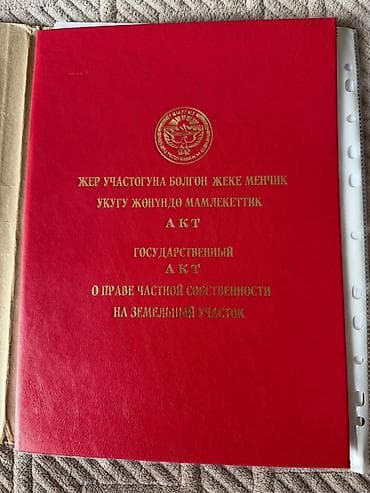 ЖЕР УЧАСТОГУНА БОЛГОН ЖЕКЕ МЕНЧИК
УКУГУ ЖӨНҮНДӨ МАМЛЕКЕТТИК
АКТ
ГОСУДАРСТВЕННЫЙ
АКТ
О ПРАВЕ ЧАСТНОЙ СОБСТВЕННОСТИ
НА ЗЕМЕЛЬНЫЙ УЧАСТОК